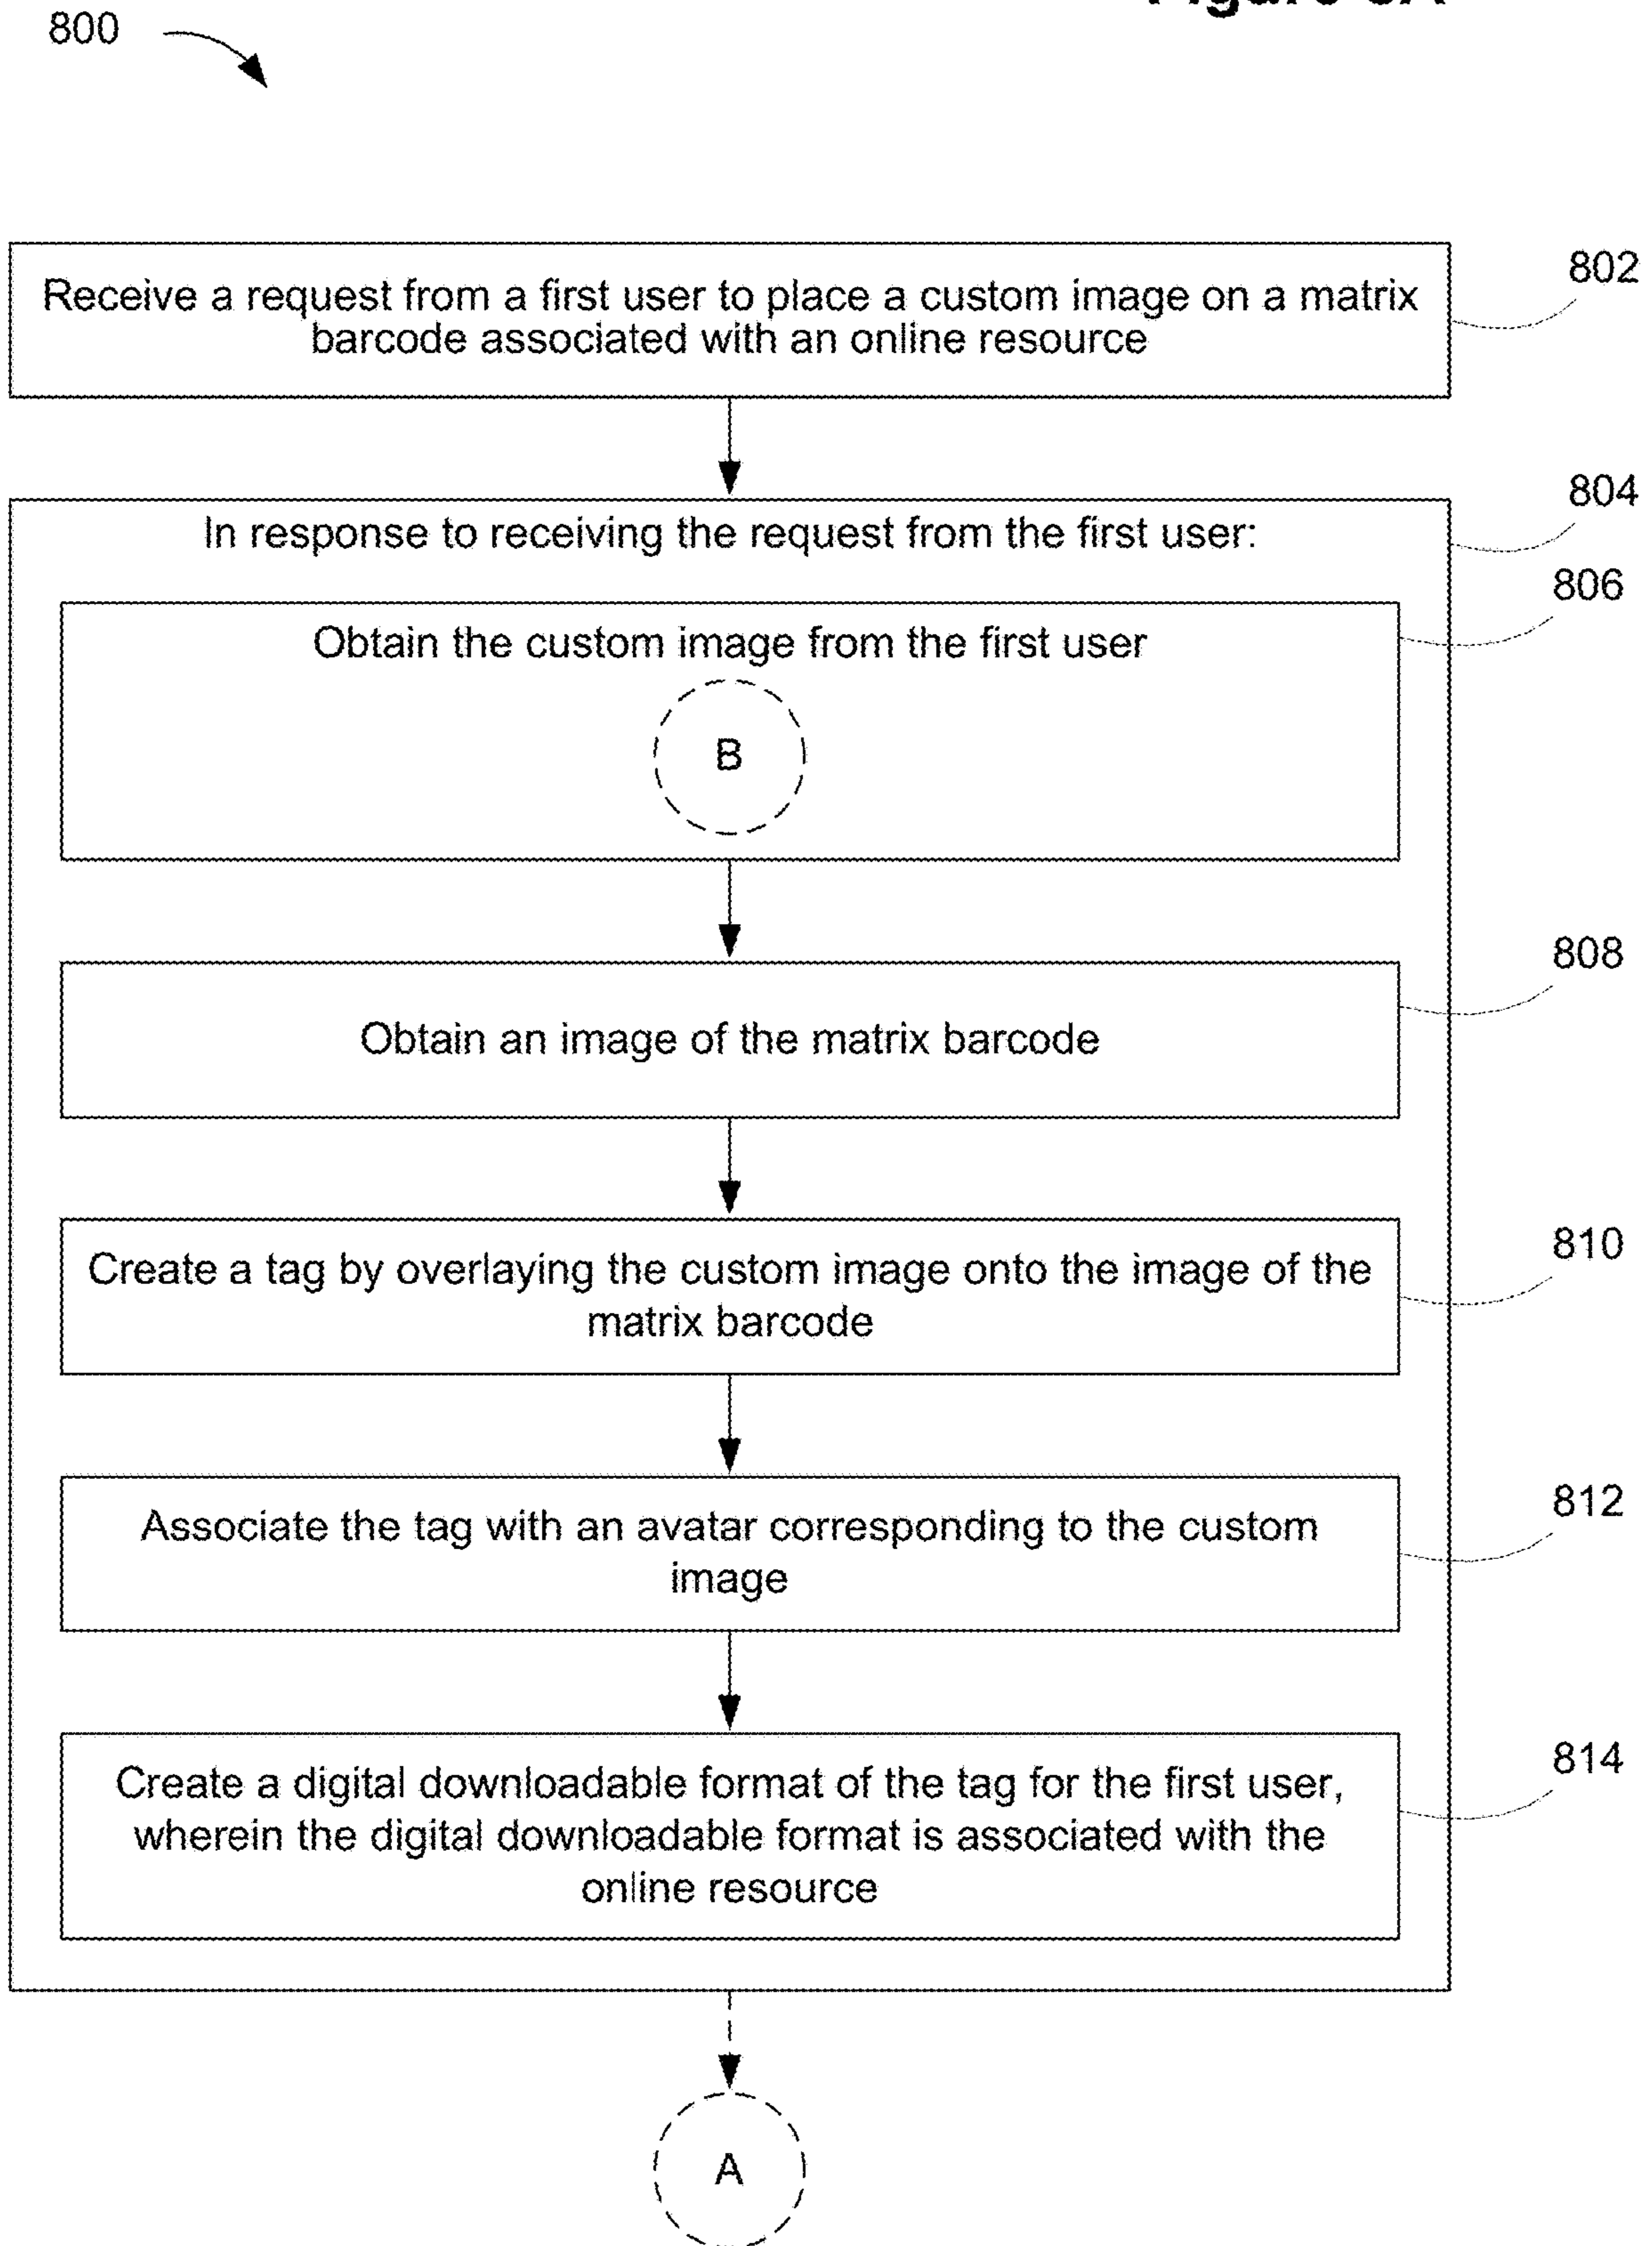 800
Receive a request from a first user to place a custom image on a matrix
barcode associated with an online resource
802
In response to receiving the request from the first user:
804
Obtain the custom image from the first user
806
B
Obtain an image of the matrix barcode
808
Create a tag by overlaying the custom image onto the image of the
matrix barcode
810
Associate the tag with an avatar corresponding to the custom
image
812
Create a digital downloadable format of the tag for the first user,
wherein the digital downloadable format is associated with the
online resource
814
A